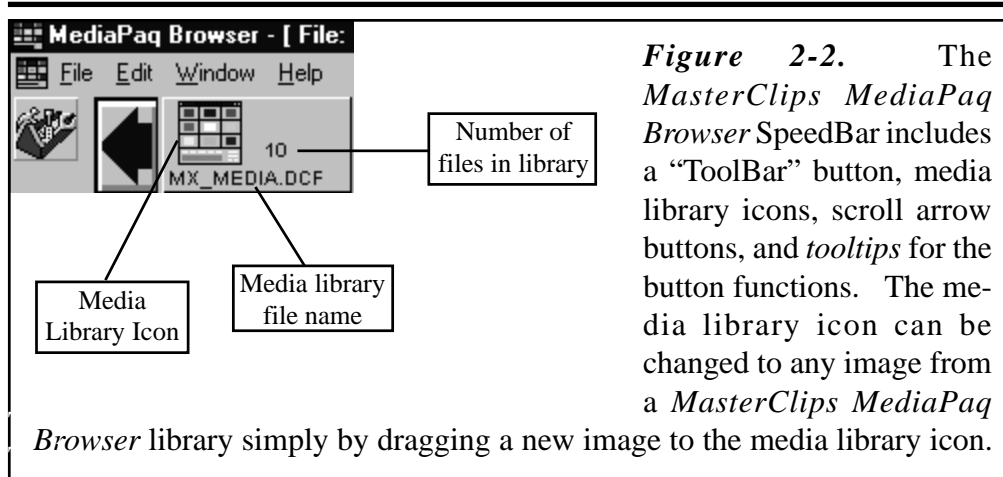 MediaPaq Browser - [ File:
File Edit Window Help
10
MX_MEDIA.DCF
Number of
files in library
Media
Library Icon
Media library
file name
Figure 2-2. The
MasterClips MediaPaq
Browser SpeedBar includes
a “ToolBar” button, media
library icons, scroll arrow
buttons, and tooltips for the
button functions. The me-
dia library icon can be
changed to any image from
a MasterClips MediaPaq
Browser library simply by dragging a new image to the media library icon.